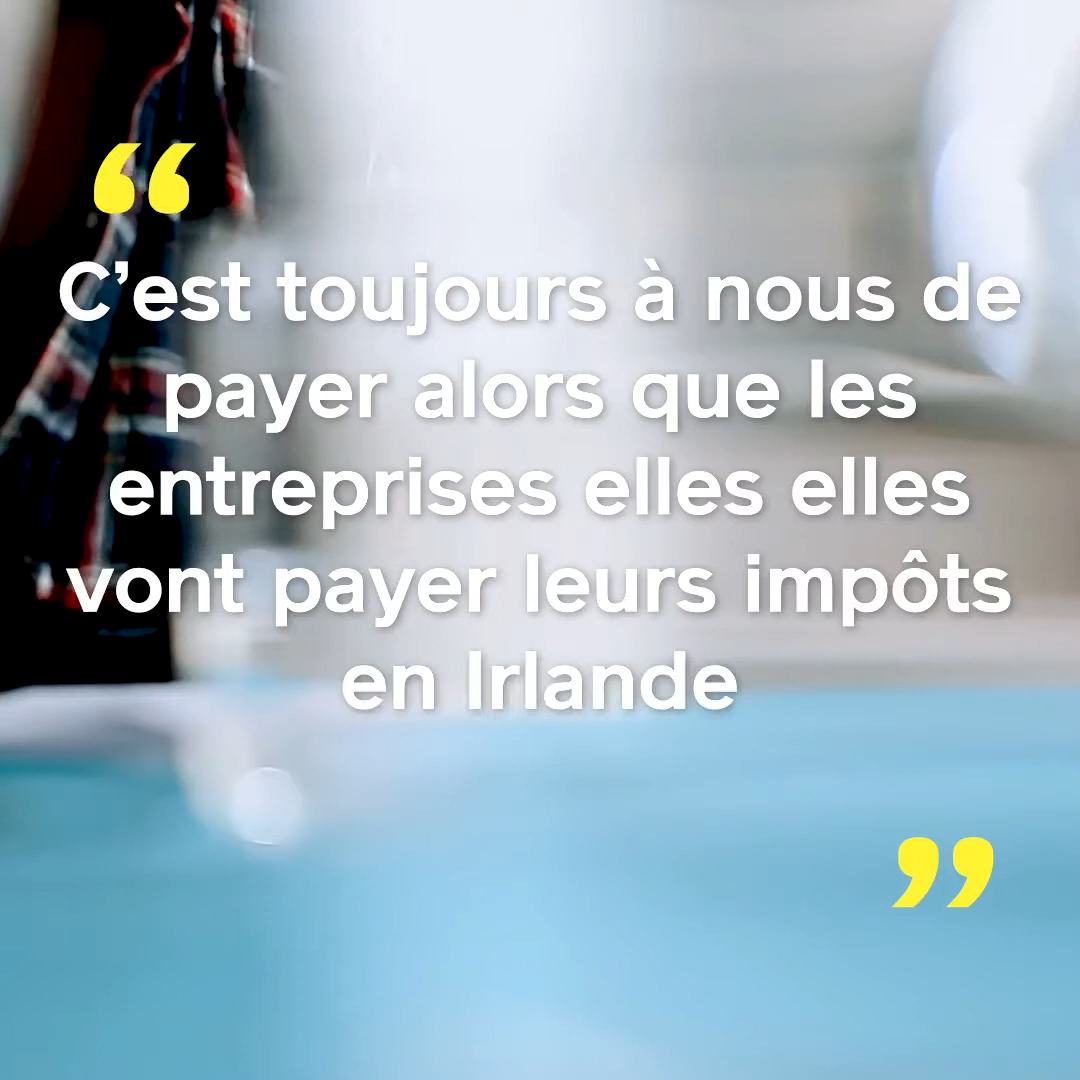 “
C’est toujours à nous de
payer alors que les
entreprises elles elles
vont payer leurs impôts
en Irlande
”